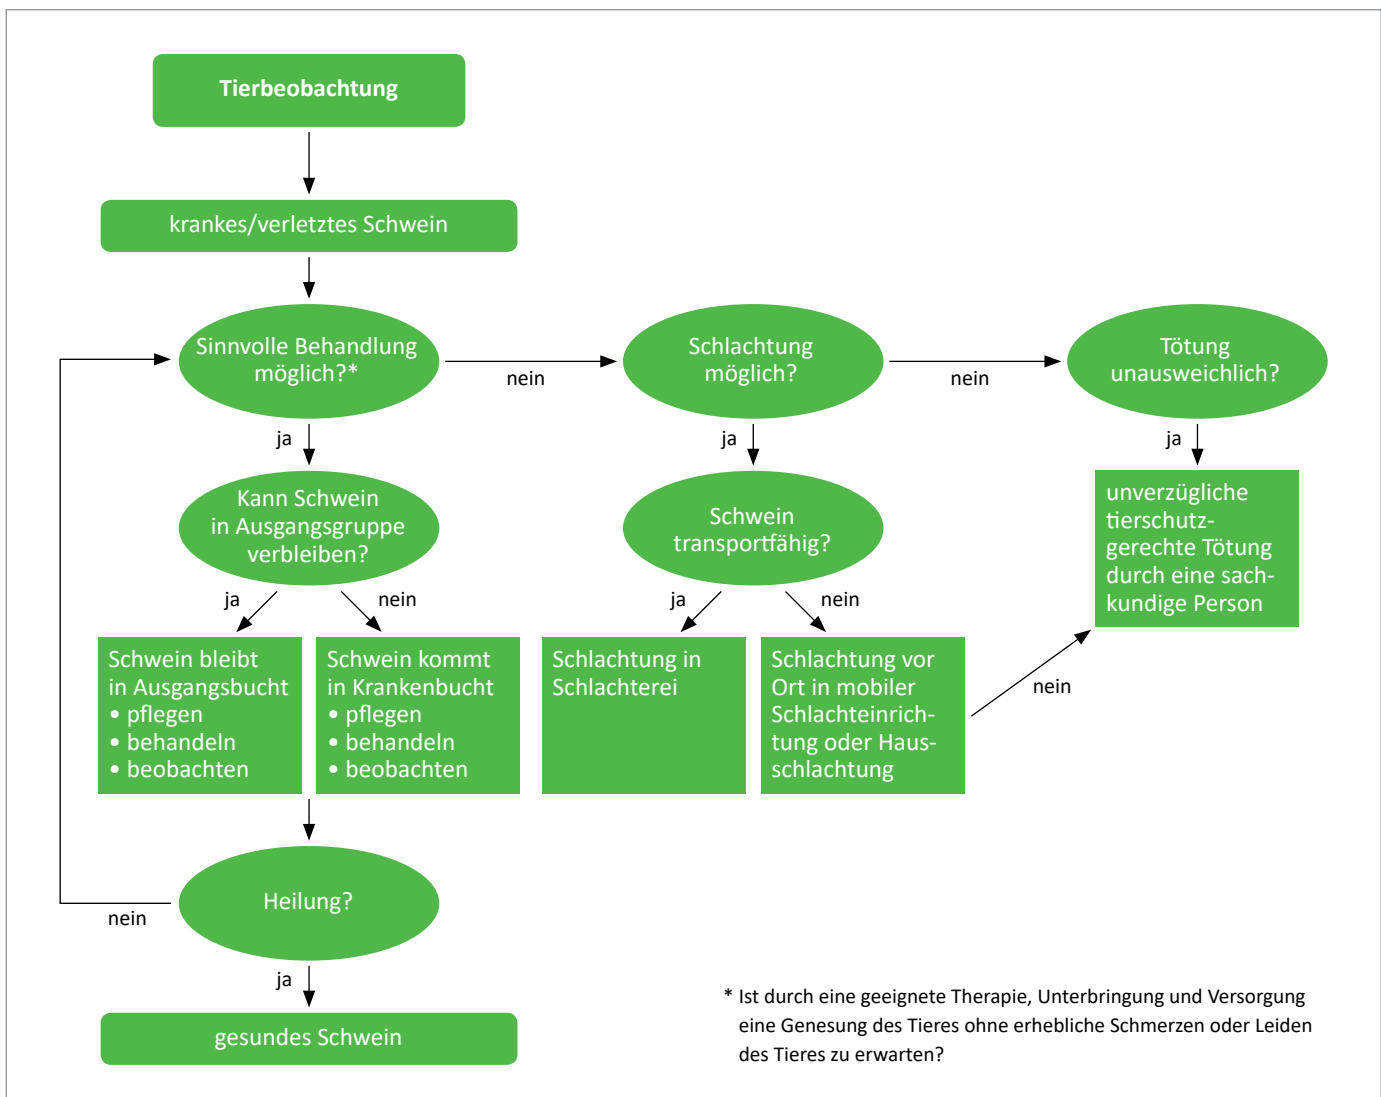 Tierbeobachtung
krankes/verletztes Schwein
Sinnvolle Behandlung
möglich?*
nein
Schlachtung
möglich?
nein
Tötung
unausweichlich?
ja
ja
ja
Kann Schwein
in Ausgangsgruppe
verbleiben?
Schwein
transportfähig?
unverzügliche
tierschutz-
gerechte Tötung
durch eine sach-
kundige Person
ja
nein
ja
nein
Schwein bleibt
in Ausgangsbucht
• pflegen
• behandeln
• beobachten
Schwein kommt
in Krankenbucht
• pflegen
• behandeln
• beobachten
Schlachtung in
Schlachterei
Schlachtung vor
Ort in mobiler
Schlachteinrich-
tung oder Haus-
schlachtung
nein
Heilung?
nein
ja
gesundes Schwein
* Ist durch eine geeignete Therapie, Unterbringung und Versorgung
eine Genesung des Tieres ohne erhebliche Schmerzen oder Leiden
des Tieres zu erwarten?